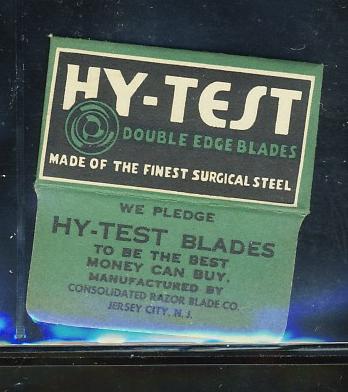 HY-TEST
DOUBLE EDGE BLADES
MADE OF THE FINEST SURGICAL STEEL
WE PLEDGE
HY-TEST BLADES
TO BE THE BEST
MONEY CAN BUY.
MANUFACTURED BY
CONSOLIDATED RAZOR BLADE CO.
JERSEY CITY, N. J.